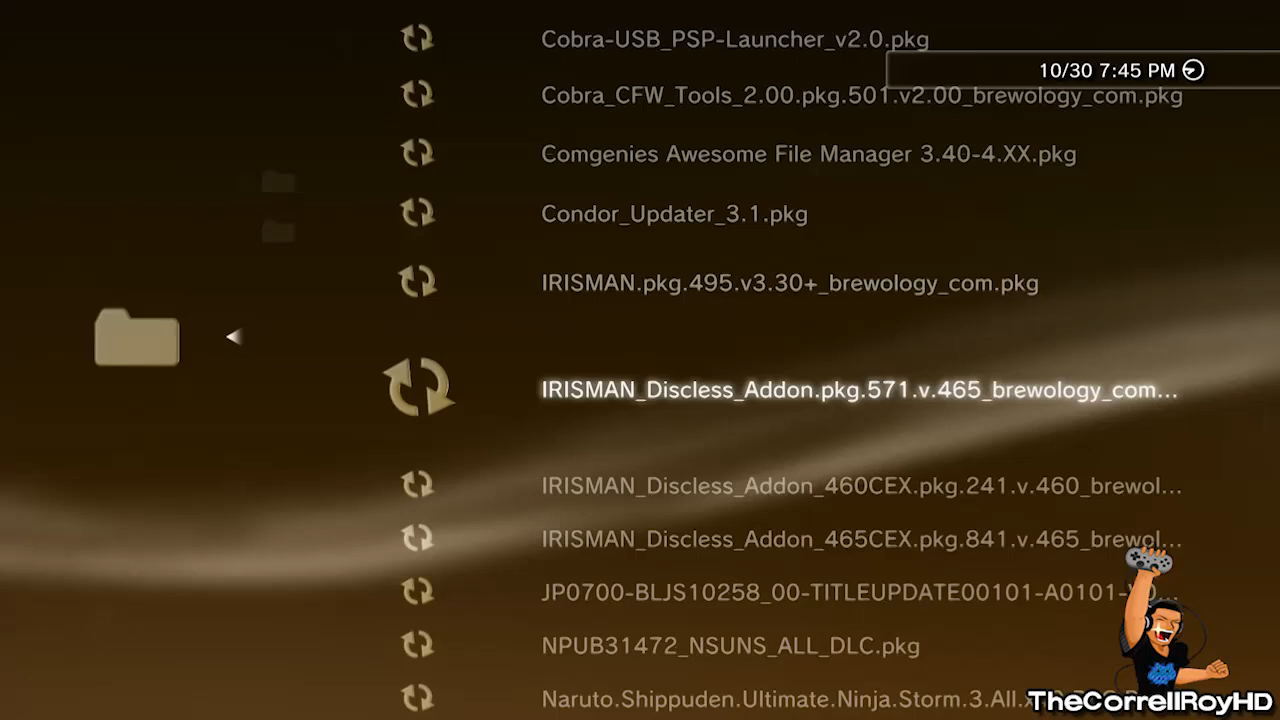 Cobra-USB_PSP-Launcher_v2.0.pkg
10/30 7:45 PM
Cobra_CFW_Tools_2.00.pkg.501.v2.00_brewology_com.pkg
Comgenies Awesome File Manager 3.40-4.XX.pkg
Condor_Updater_3.1.pkg
IRISMAN.pkg.495.v3.30+_brewology_com.pkg
IRISMAN_Discless_Addon.pkg.571.v.465_brewology_com...
IRISMAN_Discless_Addon_460CEX.pkg.241.v.460_brewol...
IRISMAN_Discless_Addon_465CEX.pkg.841.v.465_brewol...
JP0700-BLJS10258_00-TITLEUPDATE00101-A0101-
NPUB31472_NSUNS_ALL_DLC.pkg
Naruto.Shippuden.Ultimate.Ninja.Storm.3.All.
TheCorrellRoyHD